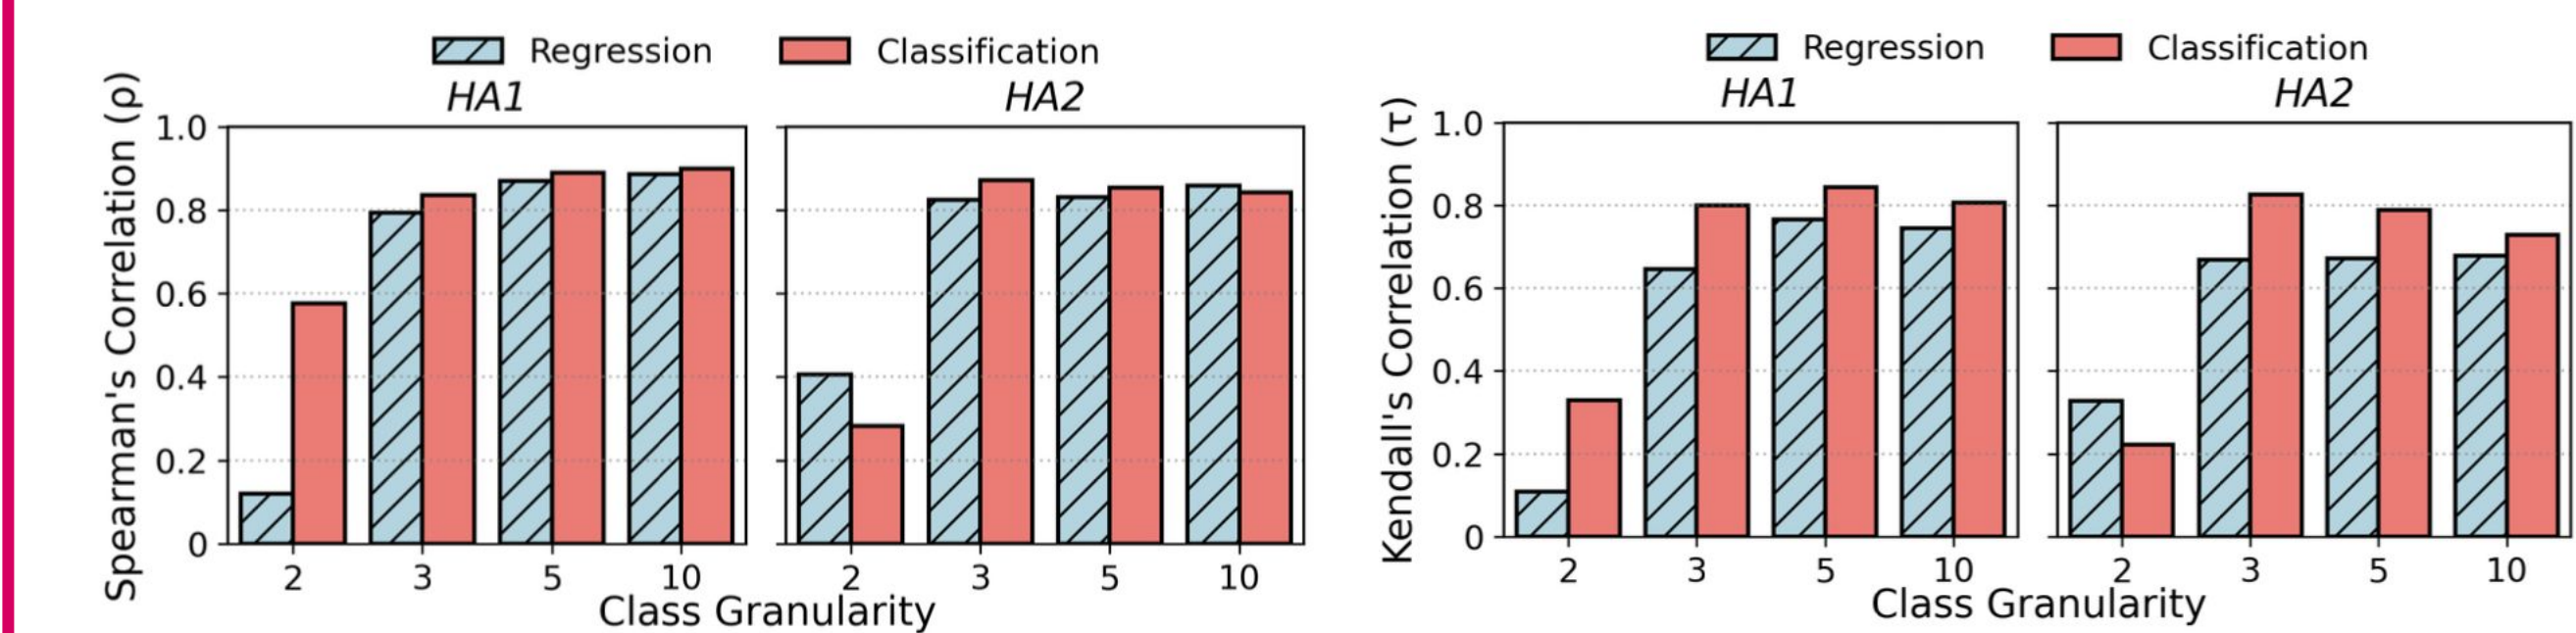 Regression Classification
HA1 HA2
Spearman's Correlation (ρ)
1.0
0.8
0.6
0.4
0.2
0
2 3 5 10 2 3 5 10
Class Granularity
Regression Classification
HA1 HA2
Kendall's Correlation (τ)
1.0
0.8
0.6
0.4
0.2
0
2 3 5 10 2 3 5 10
Class Granularity